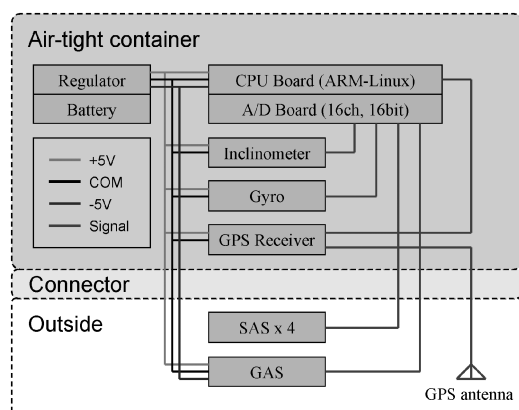 Air-tight container
Regulator
Battery
CPU Board (ARM-Linux)
A/D Board (16ch, 16bit)
+5V
COM
-5V
Signal
Inclinometer
Gyro
GPS Receiver
Connector
Outside
SAS x 4
GAS
GPS antenna